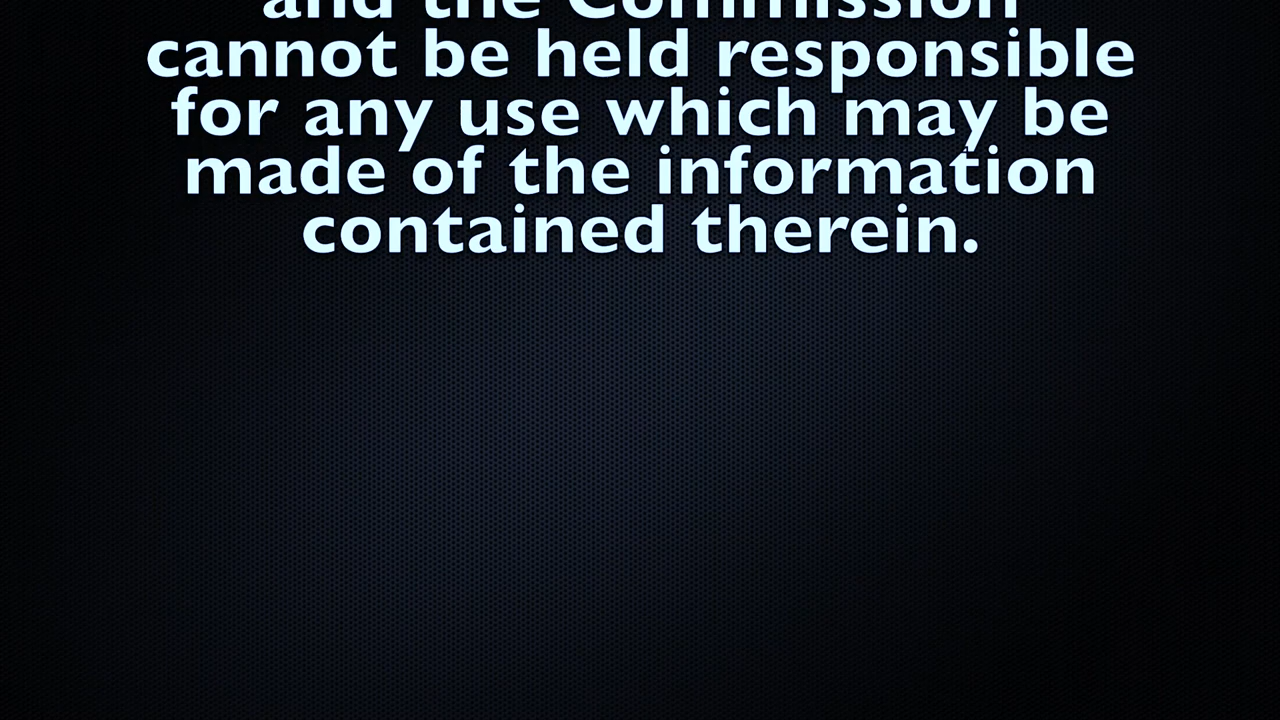 and the Commission
cannot be held responsible
for any use which may be
made of the information
contained therein.